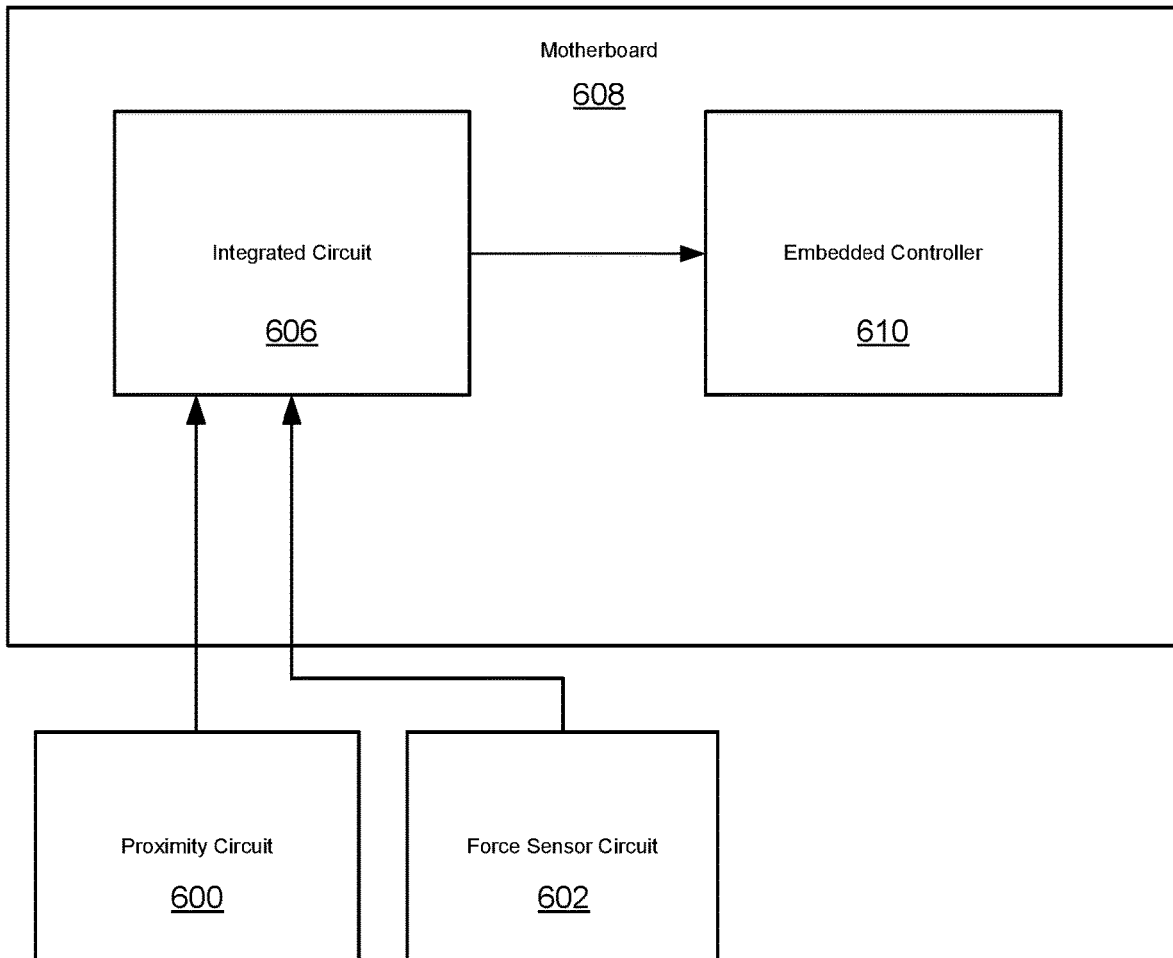 Motherboard
608
Integrated Circuit
606
Embedded Controller
610
Proximity Circuit
600
Force Sensor Circuit
602